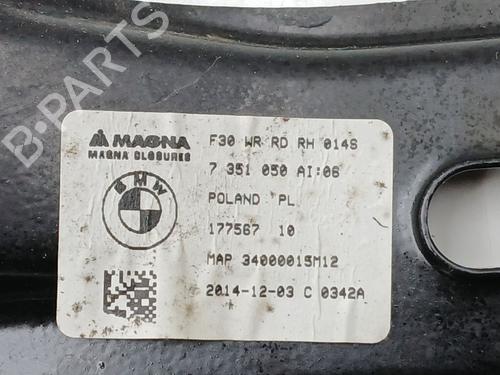 B-PARTS
MAGNA
MAGNA CLOSURES
BMW
F30 WR RD RH 014S
7 351 050 AI:06
POLAND PL
177567 10
MAP 34000015M12
2014-12-03 C 0342A